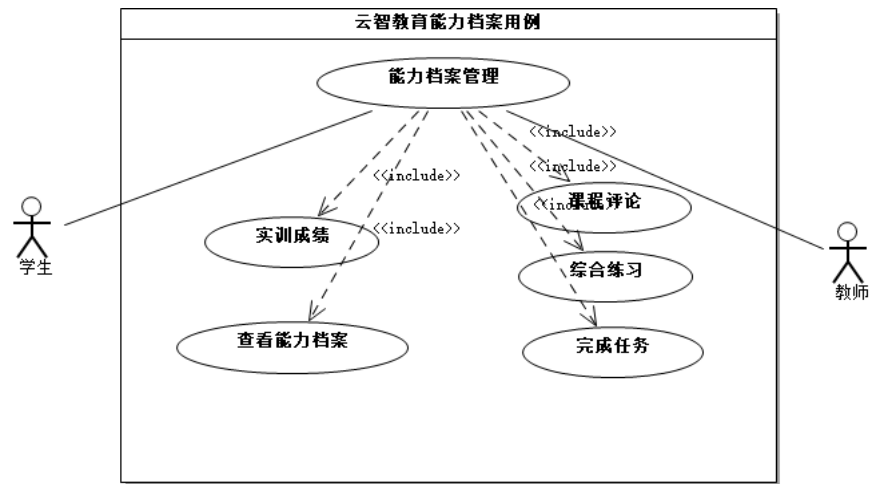 云智教育能力档案用例
能力档案管理
<<include>>
<<include>>
<<include>>
课程评论
<<include>>
实训成绩
<<include>>
学生
综合练习
教师
查看能力档案
完成任务